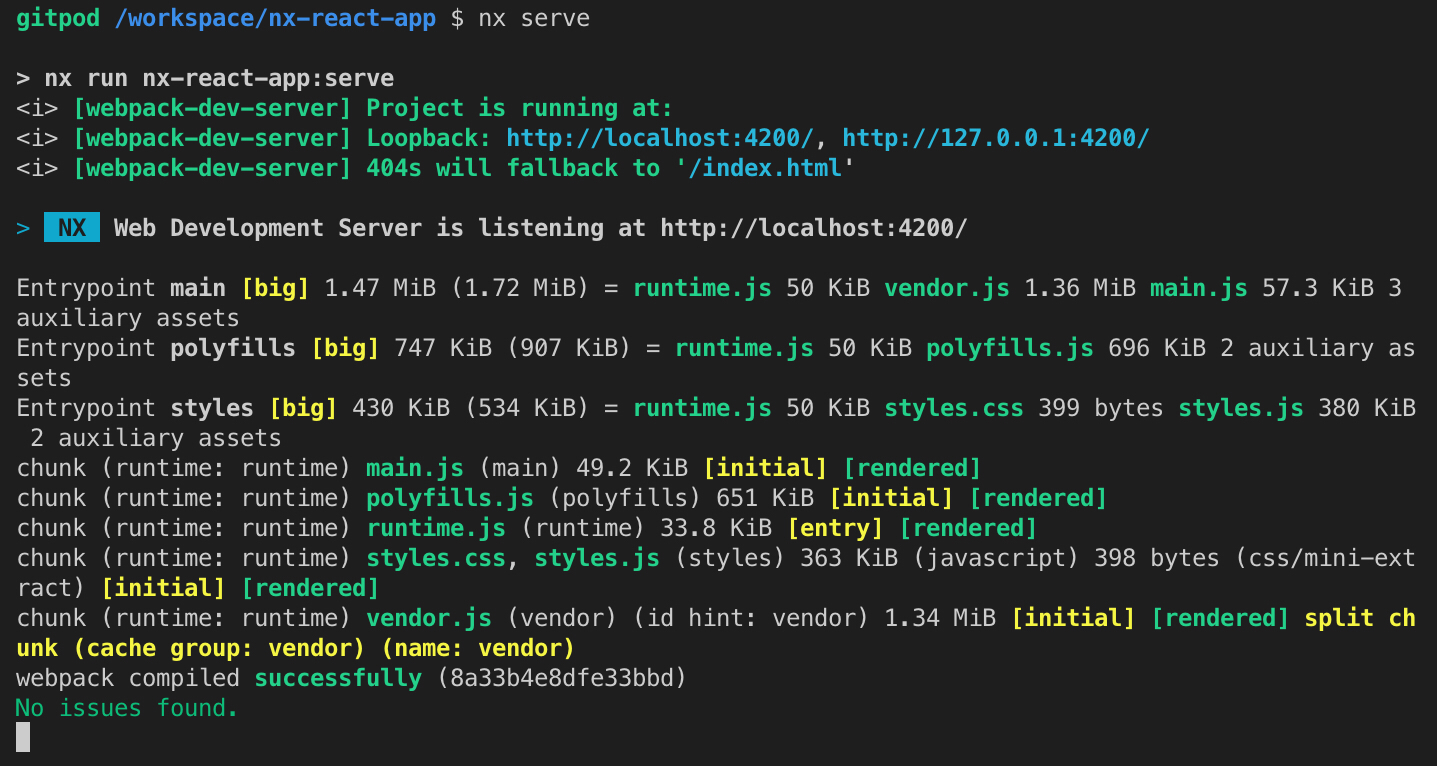 gitpod /workspace/nx-react-app $ nx serve
> nx run nx-react-app:serve
<i> [webpack-dev-server] Project is running at:
<i> [webpack-dev-server] Loopback: http://localhost:4200/, http://127.0.0.1:4200/
<i> [webpack-dev-server] 404s will fallback to '/index.html'
> NX Web Development Server is listening at http://localhost:4200/
Entrypoint main [big] 1.47 MiB (1.72 MiB) = runtime.js 50 KiB vendor.js 1.36 MiB main.js 57.3 KiB 3
auxiliary assets
Entrypoint polyfills [big] 747 KiB (907 KiB) = runtime.js 50 KiB polyfills.js 696 KiB 2 auxiliary as
sets
Entrypoint styles [big] 430 KiB (534 KiB) = runtime.js 50 KiB styles.css 399 bytes styles.js 380 KiB
 2 auxiliary assets
chunk (runtime: runtime) main.js (main) 49.2 KiB [initial] [rendered]
chunk (runtime: runtime) polyfills.js (polyfills) 651 KiB [initial] [rendered]
chunk (runtime: runtime) runtime.js (runtime) 33.8 KiB [entry] [rendered]
chunk (runtime: runtime) styles.css, styles.js (styles) 363 KiB (javascript) 398 bytes (css/mini-ext
ract) [initial] [rendered]
chunk (runtime: runtime) vendor.js (vendor) (id hint: vendor) 1.34 MiB [initial] [rendered] split ch
unk (cache group: vendor) (name: vendor)
webpack compiled successfully (8a33b4e8dfe33bbd)
No issues found.